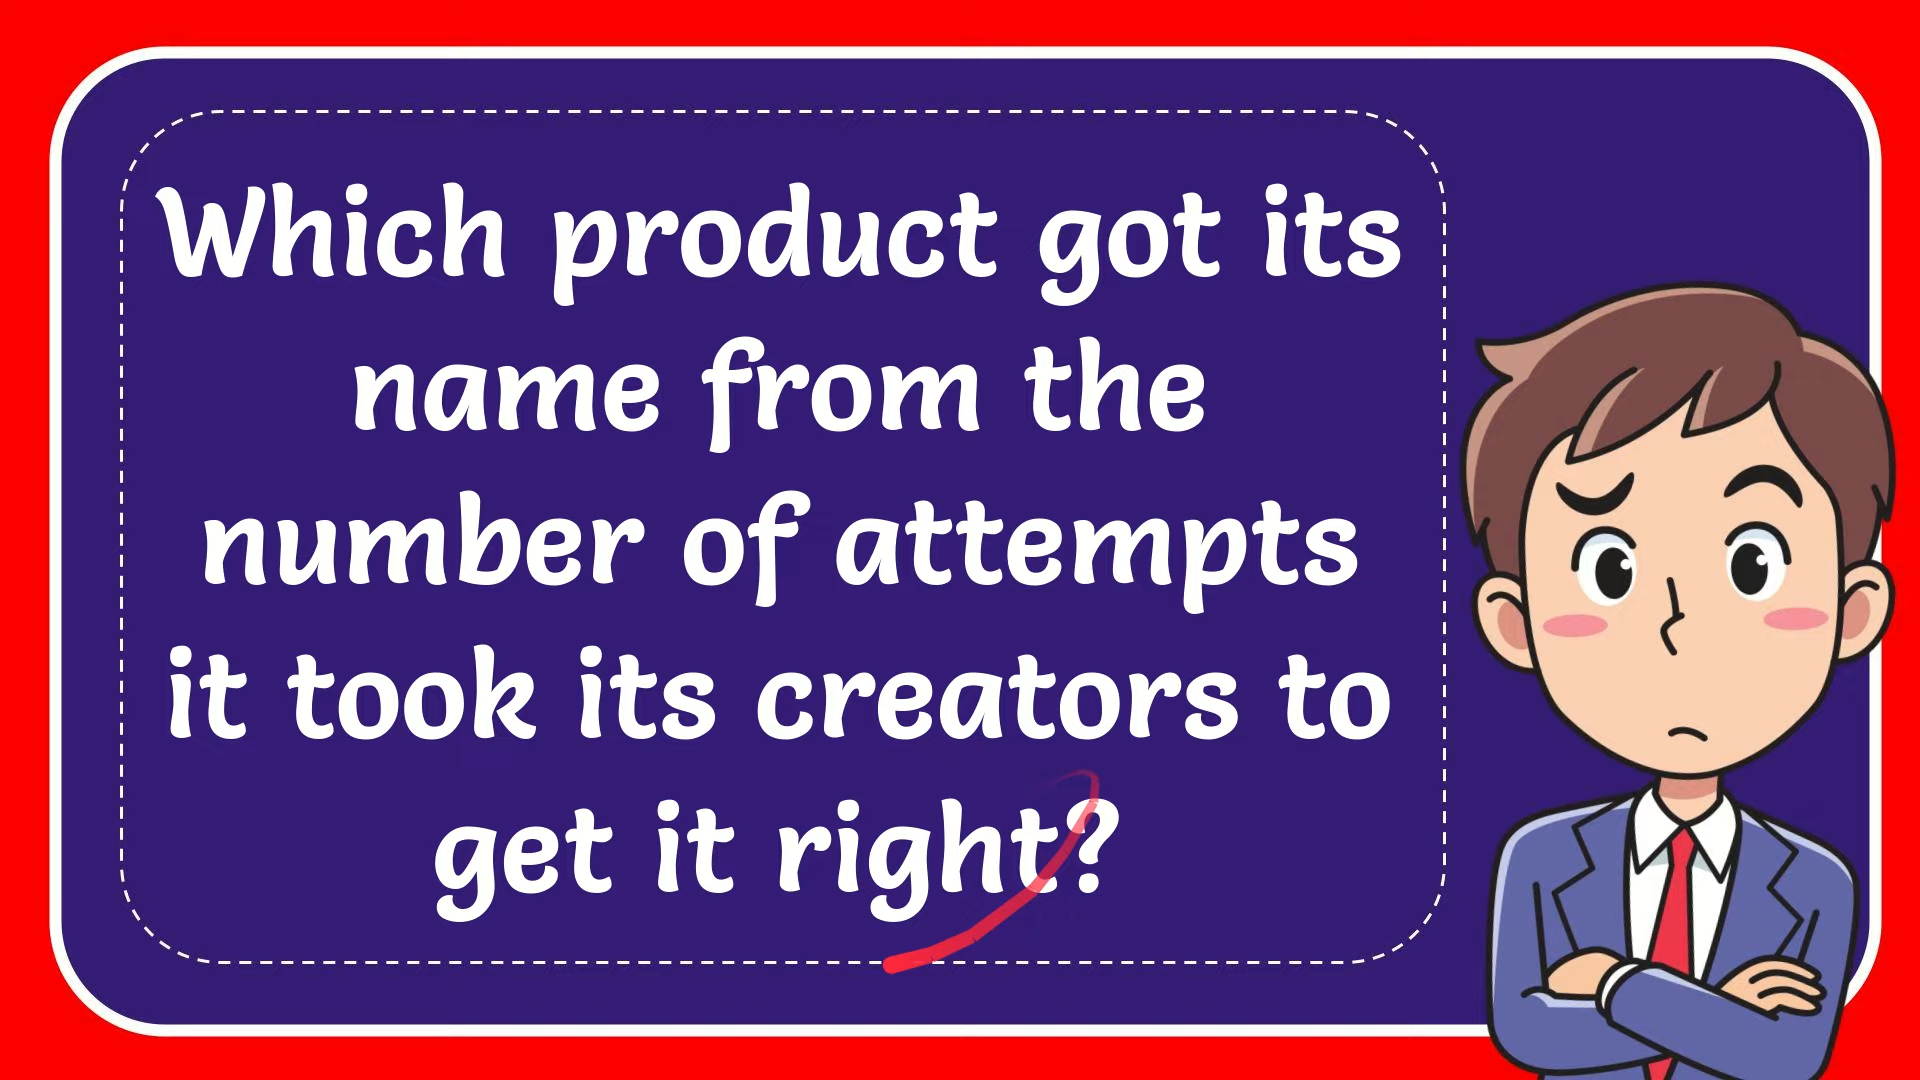 Which product got its
name from the
number of attempts
it took its creators to
get it right?